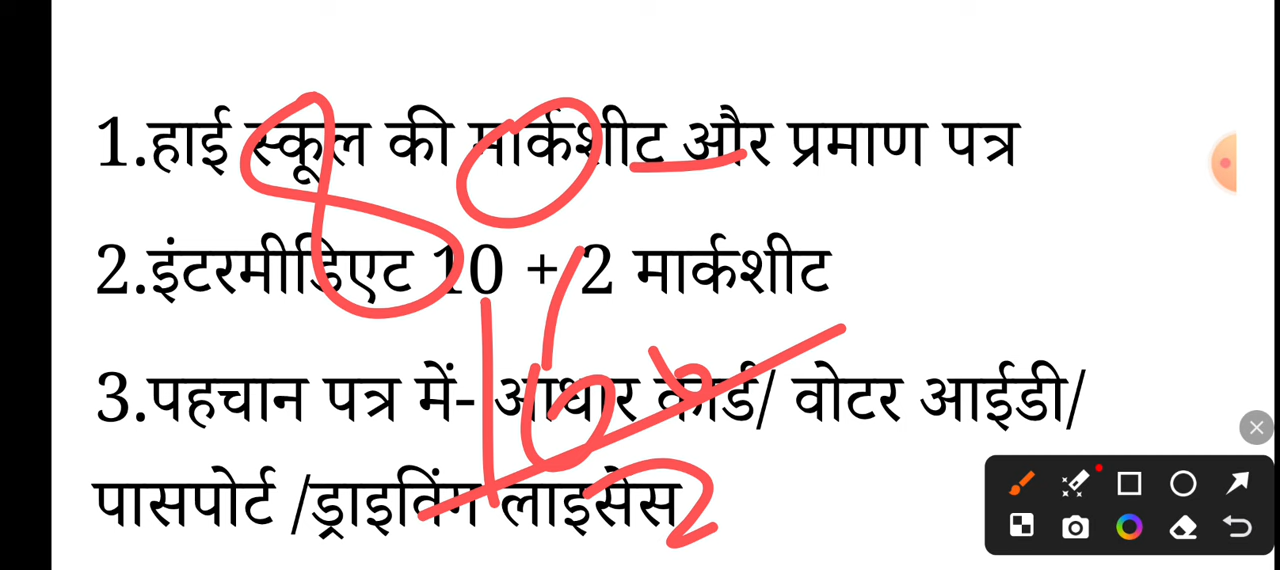 1.हाई स्कूल की मार्कशीट और प्रमाण पत्र
2.इंटरमीडिएट 10 + 2 मार्कशीट
3.पहचान पत्र में- आधार कार्ड/ वोटर आईडी/
पासपोर्ट /ड्राइविंग लाइसेंस
80